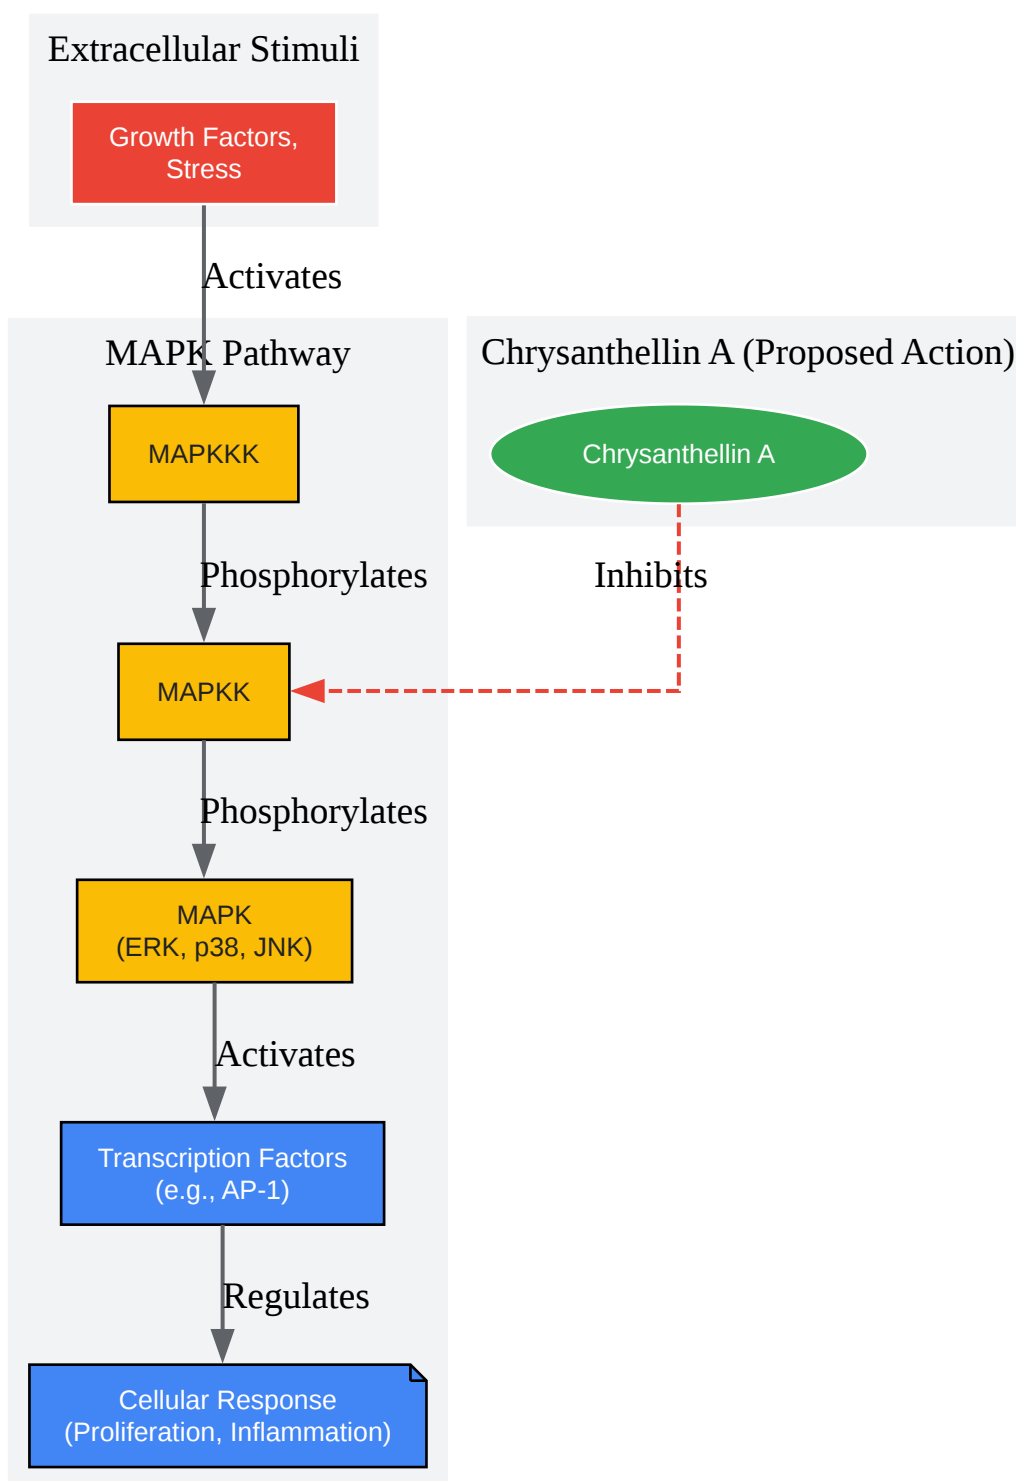 Extracellular Stimuli
Growth Factors,
Stress
Activates
MAPK Pathway
Chrysanthellin A (Proposed Action)
MAPKKK
Chrysanthellin A
Phosphorylates
Inhibits
MAPKK
Phosphorylates
MAPK
(ERK, p38, JNK)
Activates
Transcription Factors
(e.g., AP-1)
Regulates
Cellular Response
(Proliferation, Inflammation)